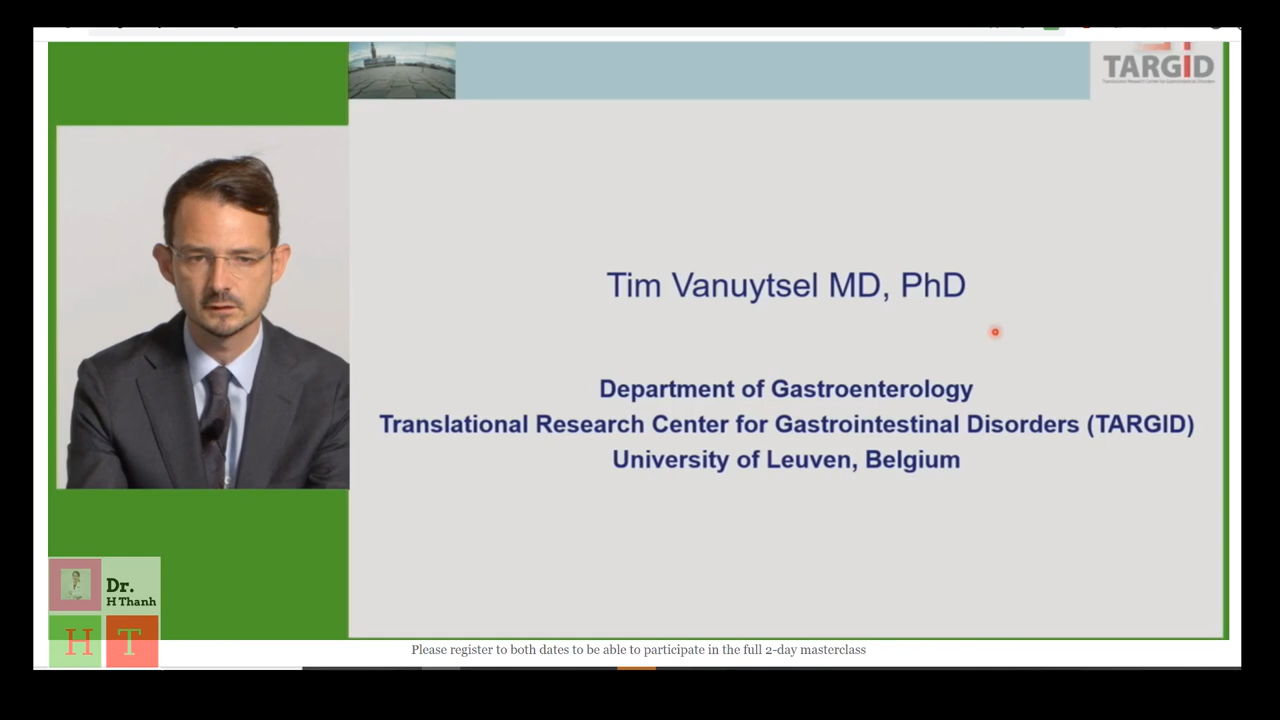 TARGID
Tim Vanuytsel MD, PhD
Department of Gastroenterology
Translational Research Center for Gastrointestinal Disorders (TARGID)
University of Leuven, Belgium
Dr.
H Thanh
H T
Please register to both dates to be able to participate in the full 2-day masterclass